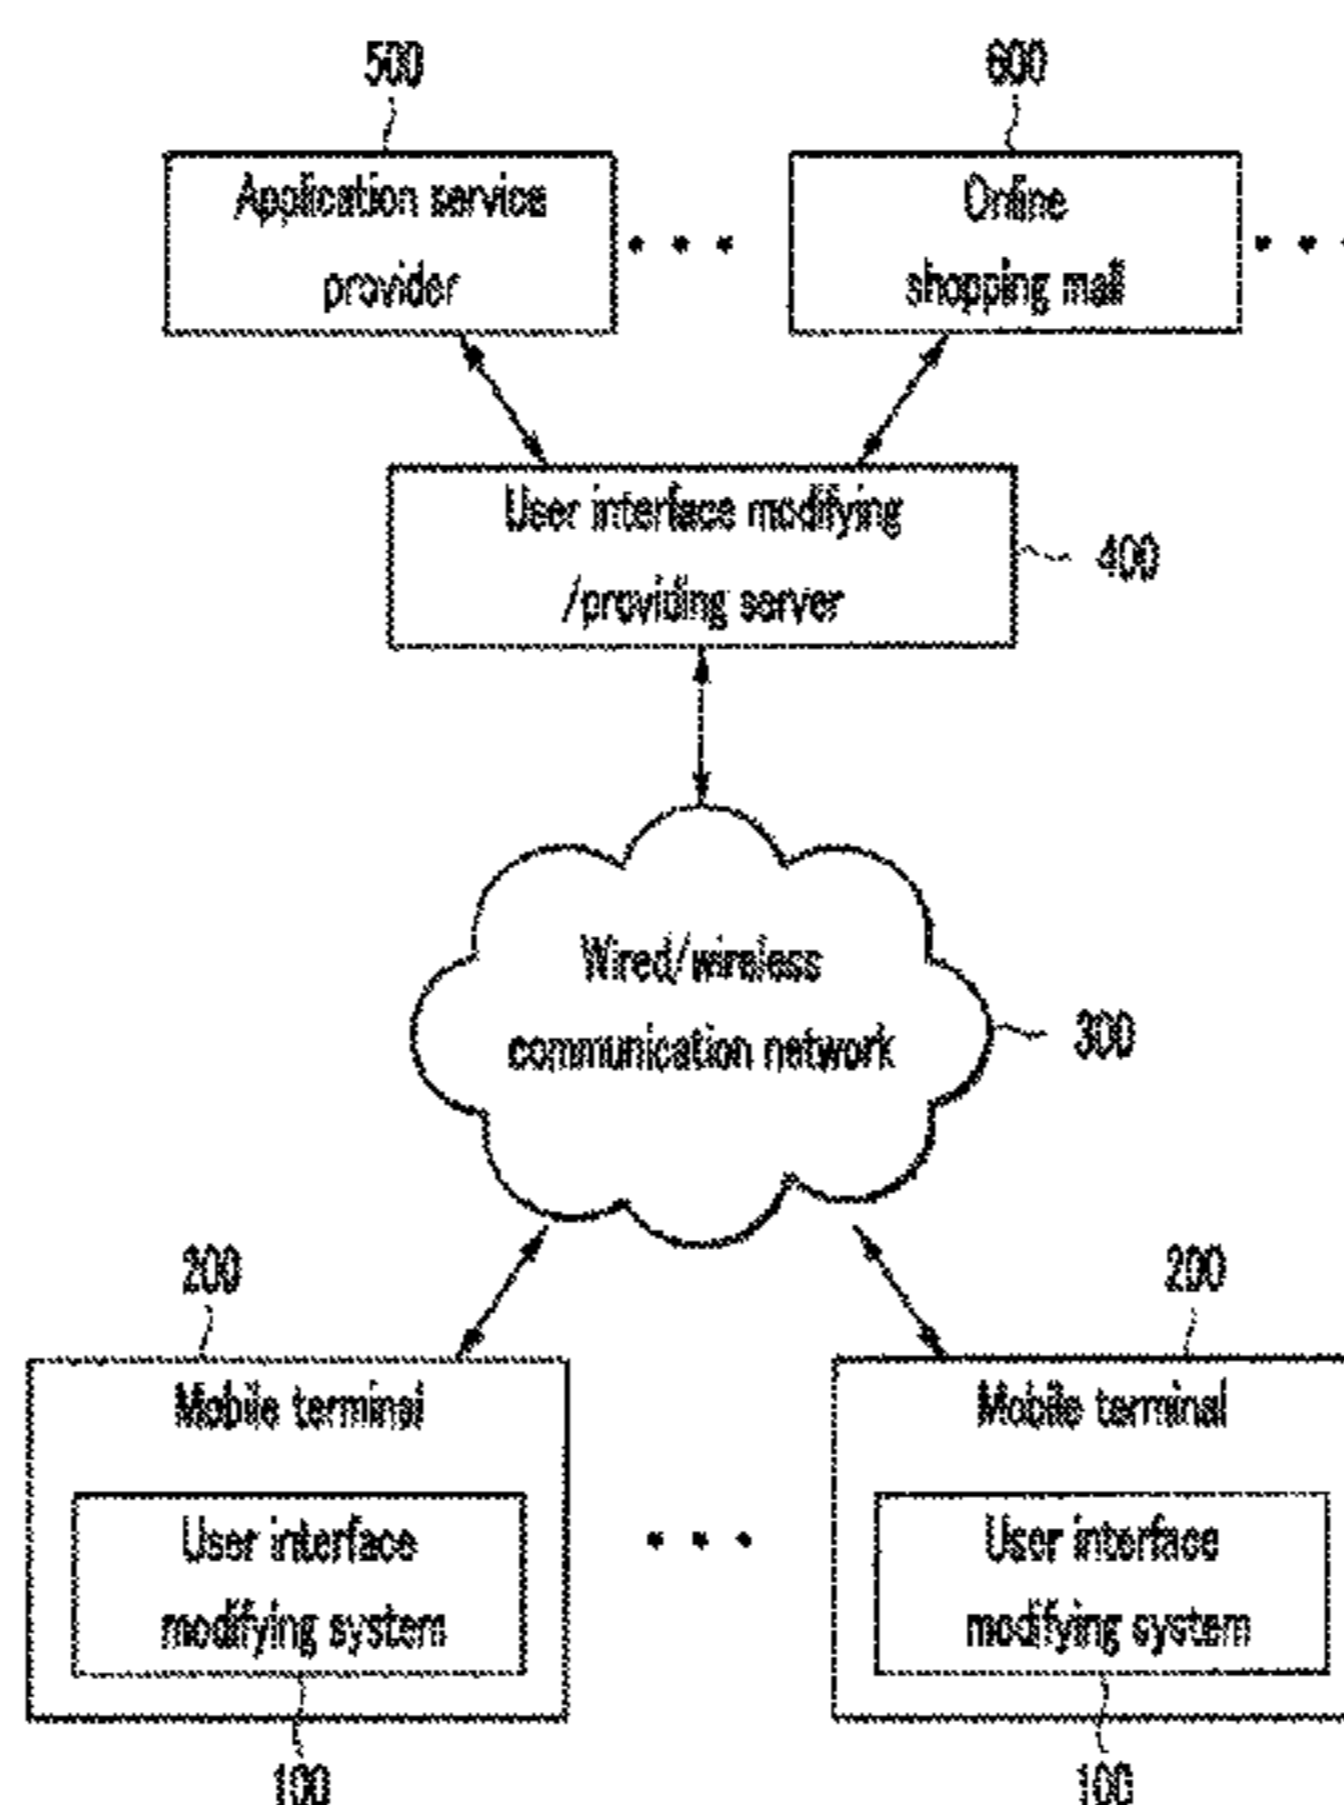 500
600
Application service
provider
Online
shopping mall
User interface modifying
/providing server
400
Wired/wireless
communication network
300
200
200
Mobile terminal
Mobile terminal
User interface
modifying system
User interface
modifying system
100
100